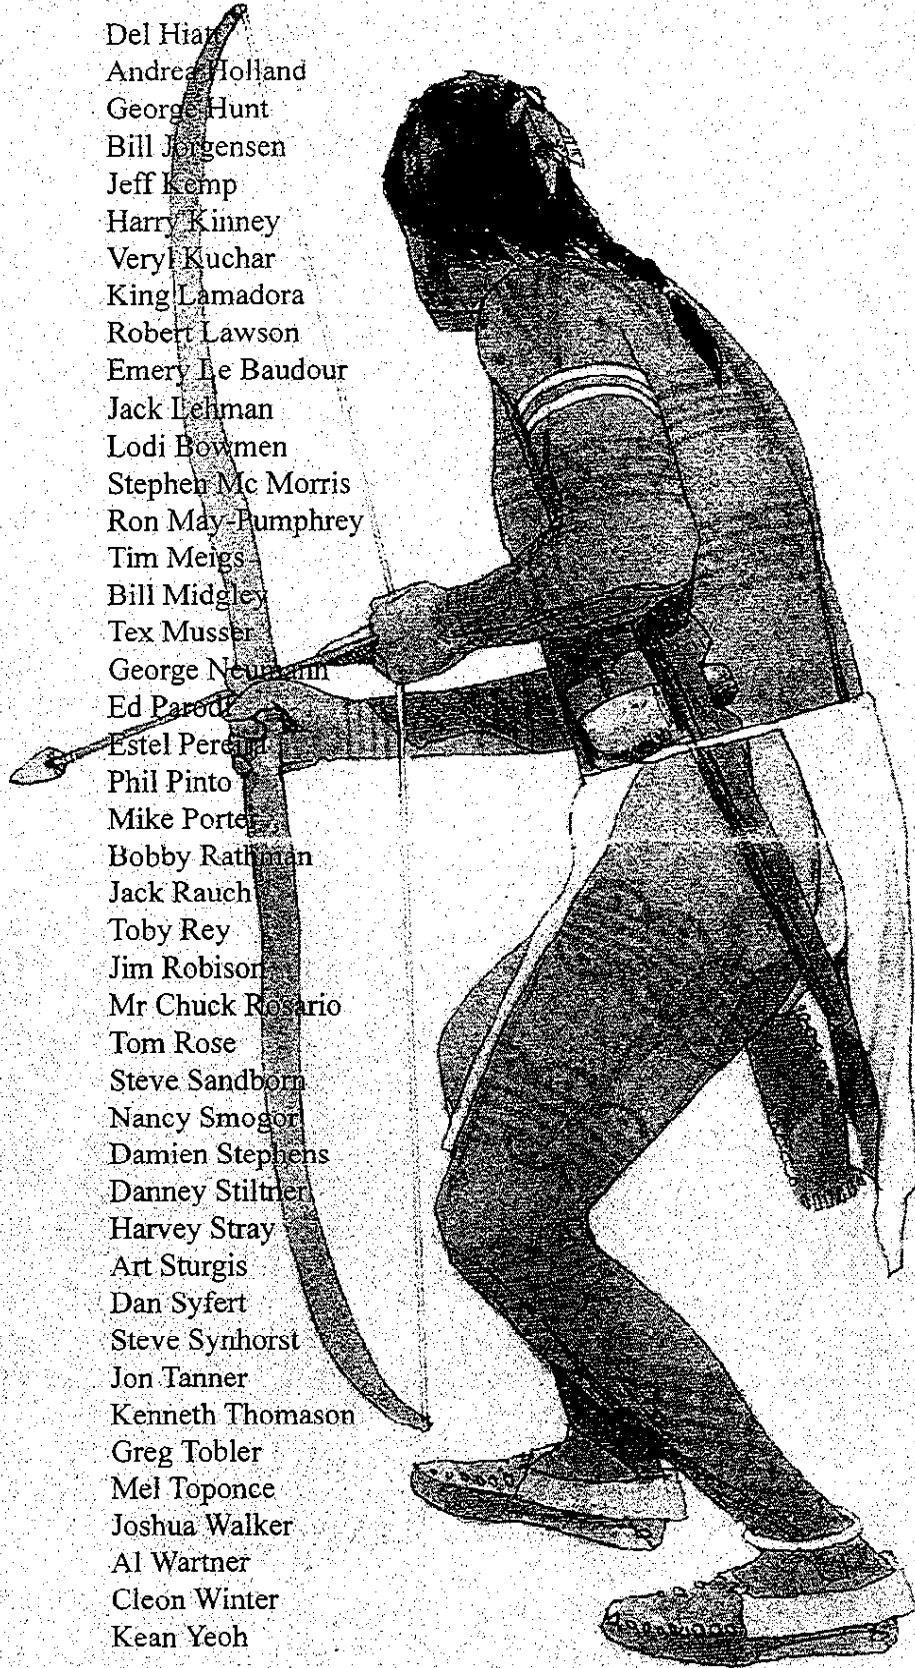 Del Hiatt
Andrea Holland
George Hunt
Bill Jorgensen
Jeff Kemp
Harry Kinney
Veryl Kuchar
King Lamadora
Robert Lawson
Emery Le Baudour
Jack Lehman
Lodi Bowmen
Stephen Mc Morris
Ron May-Pumphrey
Tim Meigs
Bill Midgley
Tex Musser
George Neumann
Ed Parodi
Estel Pereira
Phil Pinto
Mike Porter
Bobby Rathman
Jack Rauch
Toby Rey
Jim Robison
Mr Chuck Rosario
Tom Rose
Steve Sandborn
Nancy Smogor
Damien Stephens
Danney Stiltner
Harvey Stray
Art Sturgis
Dan Syfert
Steve Synhorst
Jon Tanner
Kenneth Thomason
Greg Tobler
Mel Toponce
Joshua Walker
Al Wartner
Cleon Winter
Kean Yeoh